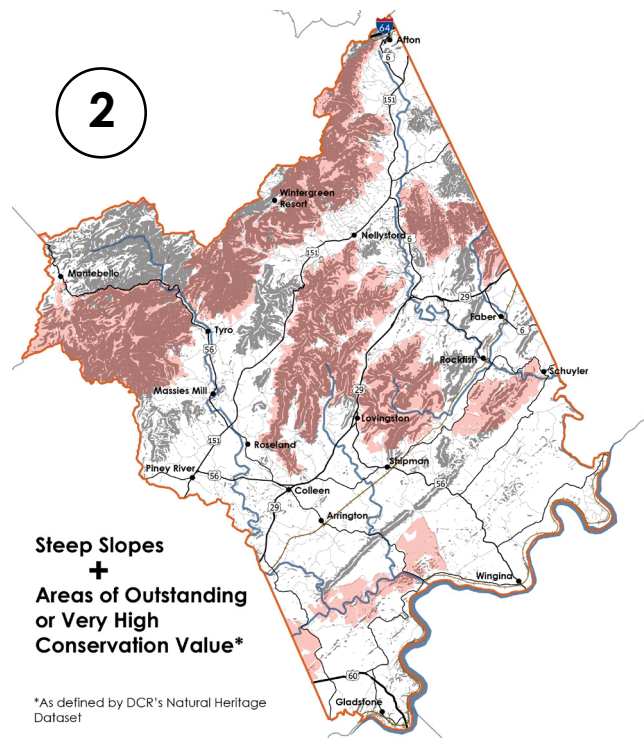 64
Afton
6
151
2
Wintergreen
Resort
Nellysford
6
151
Montebello
29
Faber
6
Tyro
56
Rockfish
Schuyler
Massies Mill
29
Lovingston
151
Roseland
Shipman
Piney River
56
56
Colleen
29
Arrington
Steep Slopes
+
Areas of Outstanding
or Very High
Conservation Value*
Wingina
60
*As defined by DCR's Natural Heritage
Dataset
Gladstone